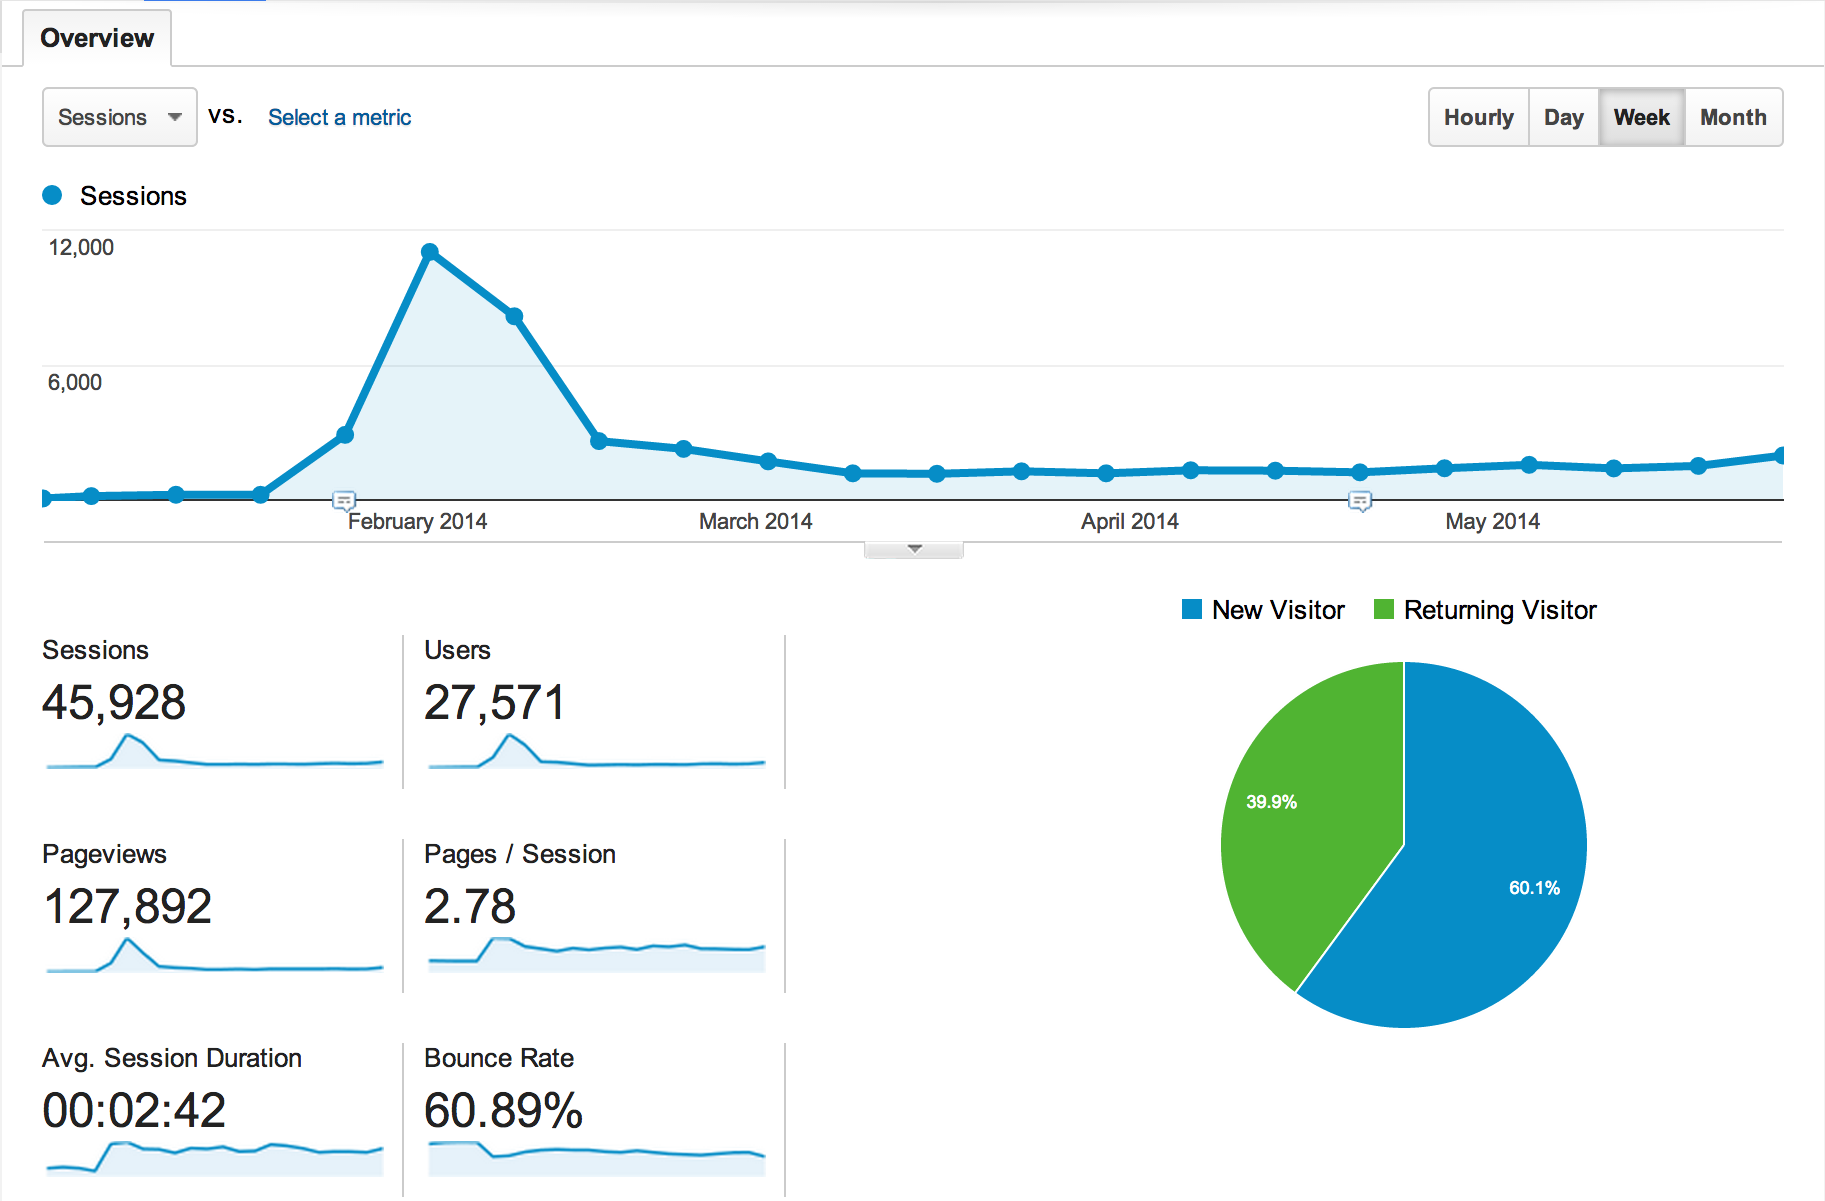 Overview
Sessions vs. Select a metric
Hourly Day Week Month
Sessions
12,000
6,000
February 2014 March 2014 April 2014 May 2014
New Visitor Returning Visitor
Sessions
45,928
Users
27,571
39.9%
60.1%
Pageviews
127,892
Pages / Session
2.78
Avg. Session Duration
00:02:42
Bounce Rate
60.89%